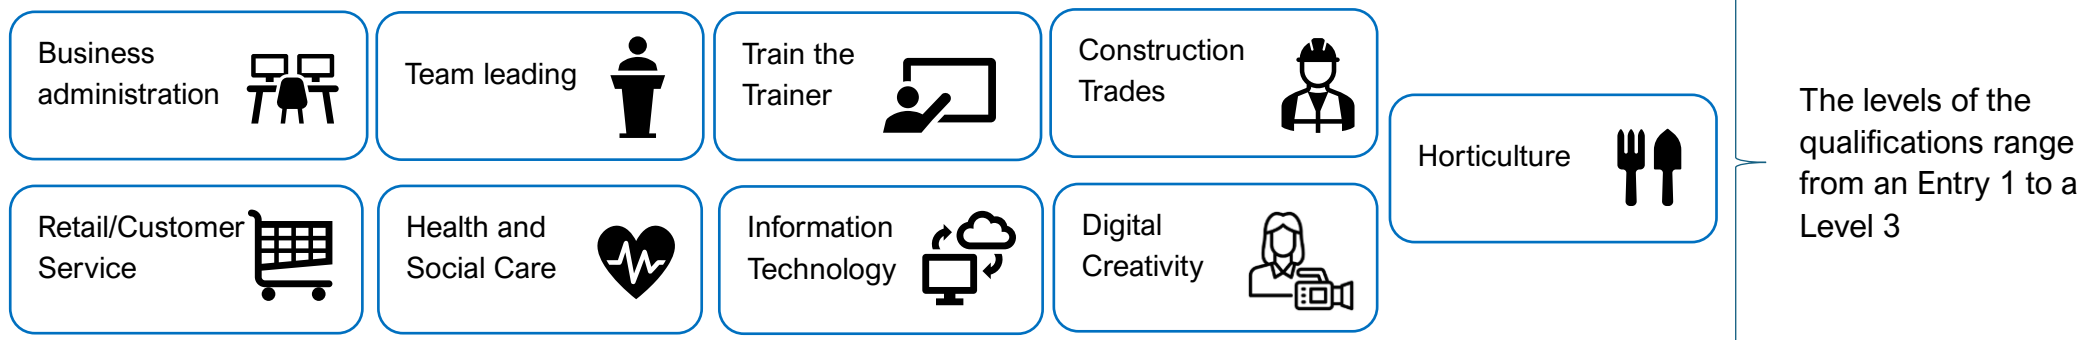 Business
administration
Team leading
Train the
Trainer
Construction
Trades
Horticulture
Retail/Customer
Service
Health and
Social Care
Information
Technology
Digital
Creativity
The levels of the
qualifications range
from an Entry 1 to a
Level 3